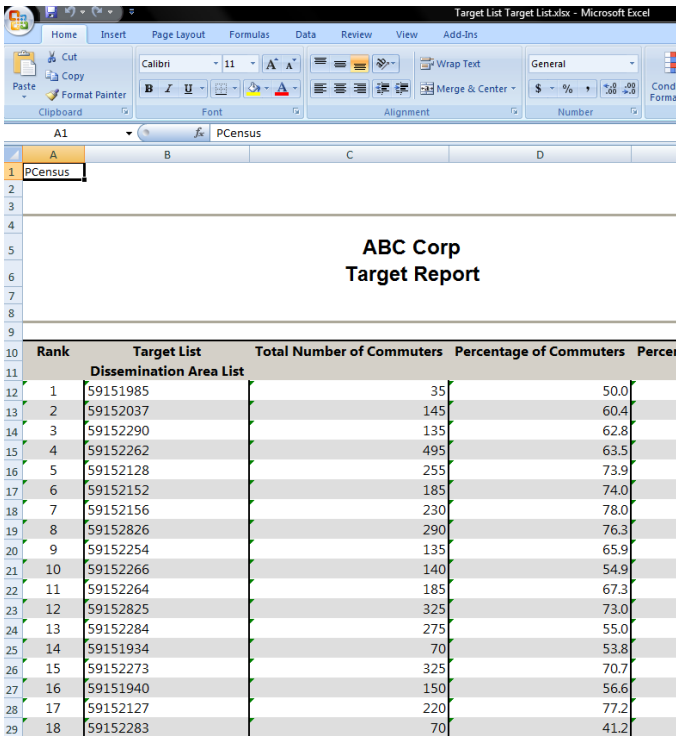 Target List Target List.xlsx - Microsoft Excel
Home Insert Page Layout Formulas Data Review View Add-Ins
Cut
Copy
Format Painter
Paste
Calibri 11 A A
B I U A
Wrap Text
Merge & Center
General
$ % , .0 .00 .00 .0
Cond
Forma
Clipboard Font Alignment Number
A1 fx PCensus
A B C D
1 PCensus
2
3
4
5 ABC Corp
6 Target Report
7
8
9
10 Rank Target List Total Number of Commuters Percentage of Commuters Percer
11 Dissemination Area List
12 1 59151985 35 50.0
13 2 59152037 145 60.4
14 3 59152290 135 62.8
15 4 59152262 495 63.5
16 5 59152128 255 73.9
17 6 59152152 185 74.0
18 7 59152156 230 78.0
19 8 59152826 290 76.3
20 9 59152254 135 65.9
21 10 59152266 140 54.9
22 11 59152264 185 67.3
23 12 59152825 325 73.0
24 13 59152284 275 55.0
25 14 59151934 70 53.8
26 15 59152273 325 70.7
27 16 59151940 150 56.6
28 17 59152127 220 77.2
29 18 59152283 70 41.2